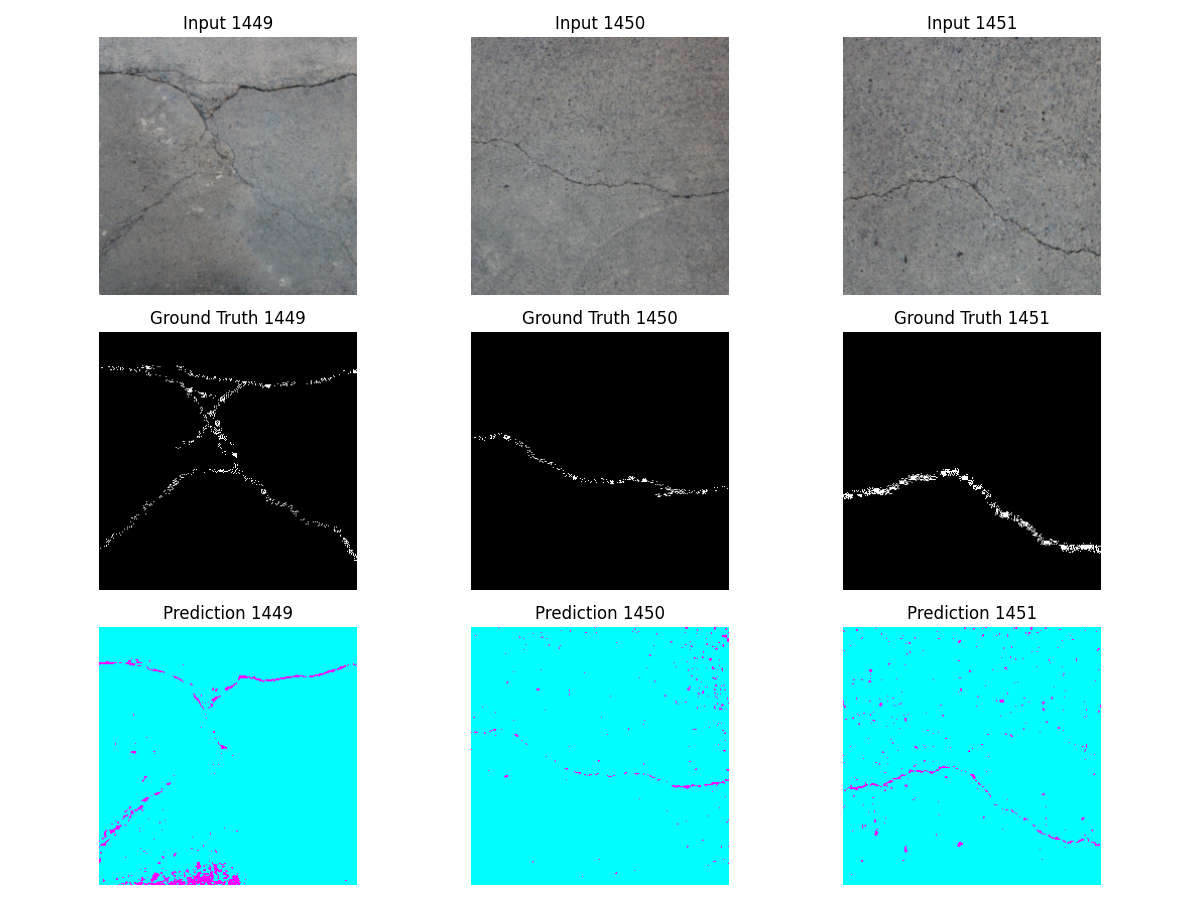 Input 1449
Input 1450
Input 1451
Ground Truth 1449
Ground Truth 1450
Ground Truth 1451
Prediction 1449
Prediction 1450
Prediction 1451